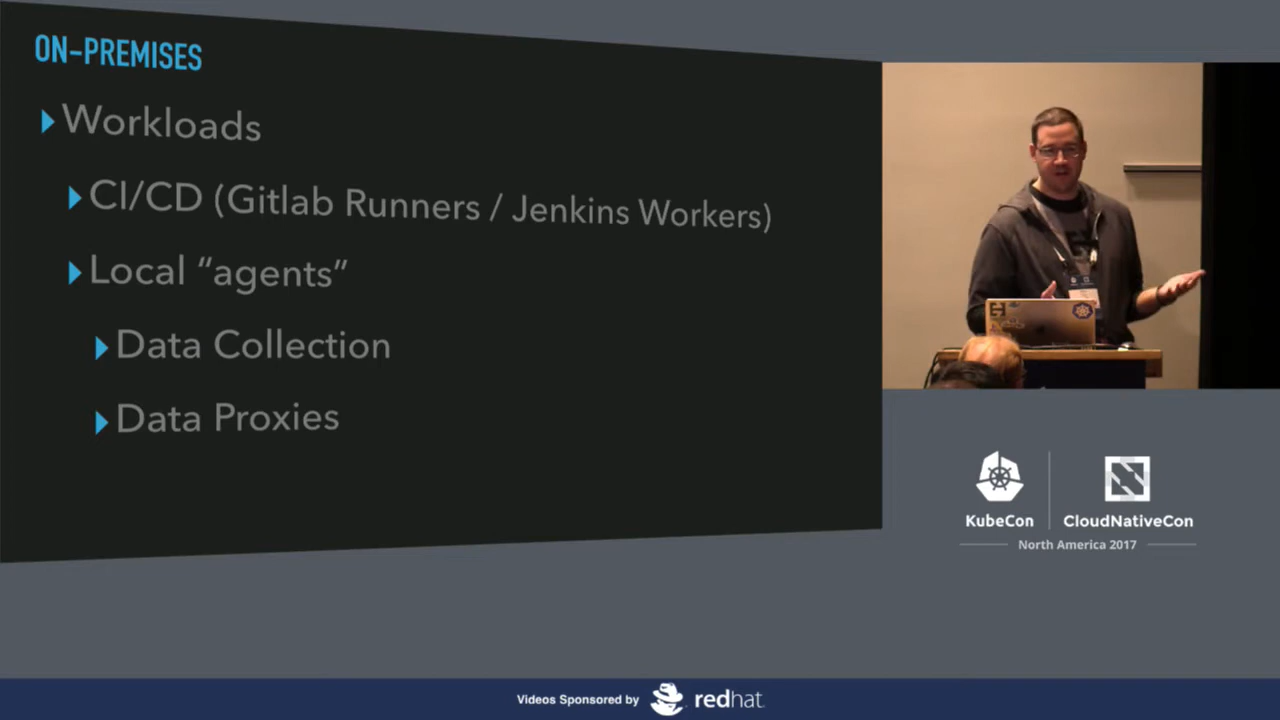 ON-PREMISES
Workloads
CI/CD (Gitlab Runners / Jenkins Workers)
Local “agents”
Data Collection
Data Proxies
KubeCon
CloudNativeCon
North America 2017
Videos Sponsored by
redhat